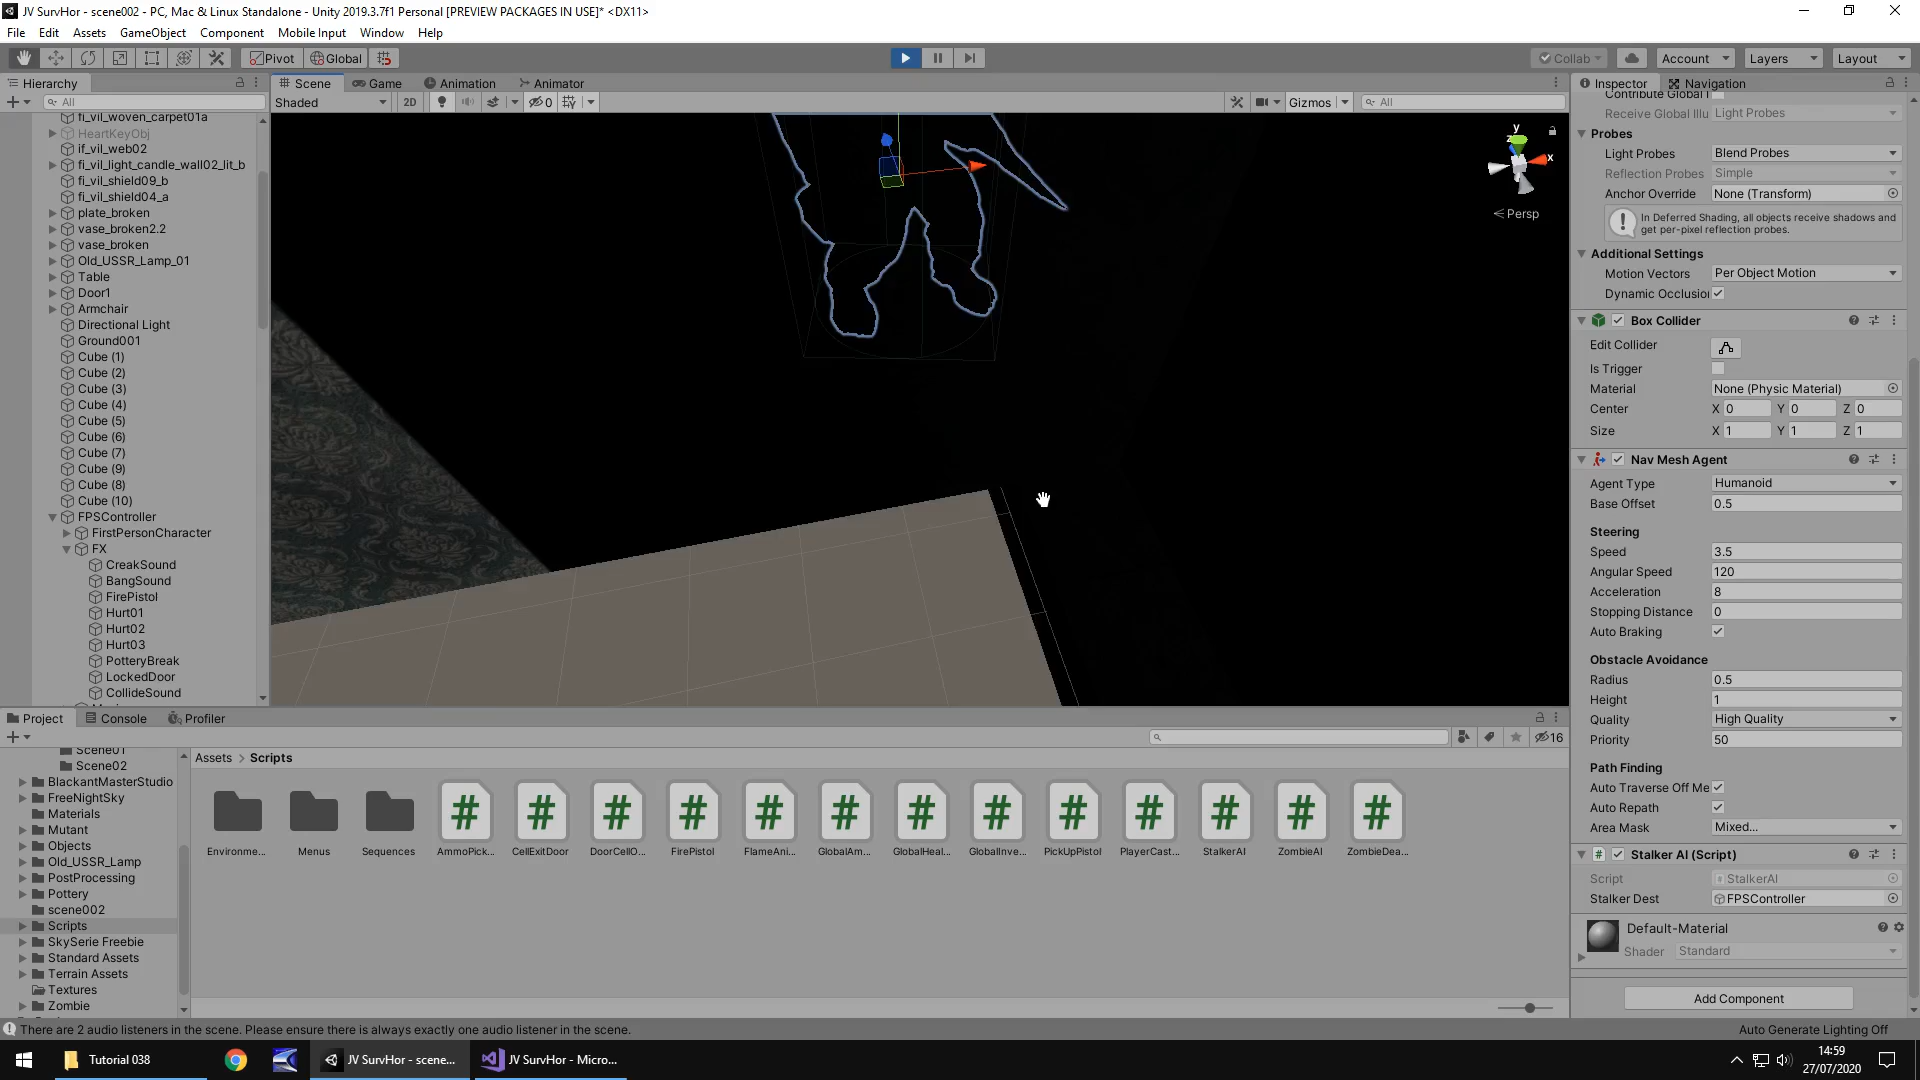 JV SurvHor - scene002 - PC, Mac & Linux Standalone - Unity 2019.3.7f1 Personal [PREVIEW PACKAGES IN USE]* <DX11>
File Edit Assets GameObject Component Mobile Input Window Help
Pivot Global Collab Account Layers Layout
Hierarchy
All
fi_vil_woven_carpet01a
HeartKeyObj
if_vil_web02
fi_vil_light_candle_wall02_lit_b
fi_vil_shield09_b
fi_vil_shield04_a
plate_broken
vase_broken2.2
vase_broken
Old_USSR_Lamp_01
Table
Door1
Armchair
Directional Light
Ground001
Cube (1)
Cube (2)
Cube (3)
Cube (4)
Cube (5)
Cube (6)
Cube (7)
Cube (9)
Cube (8)
Cube (10)
FPSController
FirstPersonCharacter
FX
CreakSound
BangSound
FirePistol
Hurt01
Hurt02
Hurt03
PotteryBreak
LockedDoor
CollideSound
Scene Game Animation Animator
Shaded 2D 0 Gizmos All
y
z
x
Persp
Inspector Navigation
Contribute Global I
Receive Global Illu Light Probes
Probes
Light Probes Blend Probes
Reflection Probes Simple
Anchor Override None (Transform)
In Deferred Shading, all objects receive shadows and
get per-pixel reflection probes.
Additional Settings
Motion Vectors Per Object Motion
Dynamic Occlusion
Box Collider
Edit Collider
Is Trigger
Material None (Physic Material)
Center X 0 Y 0 Z 0
Size X 1 Y 1 Z 1
Nav Mesh Agent
Agent Type Humanoid
Base Offset 0.5
Steering
Speed 3.5
Angular Speed 120
Acceleration 8
Stopping Distance 0
Auto Braking
Obstacle Avoidance
Radius 0.5
Height 1
Quality High Quality
Priority 50
Path Finding
Auto Traverse Off Me
Auto Repath
Area Mask Mixed...
Stalker AI (Script)
Script StalkerAI
Stalker Dest FPSController
Default-Material
Shader Standard
Add Component
Project Console Profiler
16
Scene01
Scene02
BlackantMasterStudio
FreeNightSky
Materials
Mutant
Objects
Old_USSR_Lamp
PostProcessing
Pottery
scene002
Scripts
SkySerie Freebie
Standard Assets
Terrain Assets
Textures
Zombie
Assets > Scripts
Environme... Menus Sequences AmmoPick... CellExitDoor DoorCellO... FirePistol FlameAni... GlobalAm... GlobalHeal... GlobalInve... PickUpPistol PlayerCast... StalkerAI ZombieAI ZombieDea...
There are 2 audio listeners in the scene. Please ensure there is always exactly one audio listener in the scene.
Auto Generate Lighting Off
Tutorial 038 JV SurvHor - scene... JV SurvHor - Micro...
14:59
27/07/2020